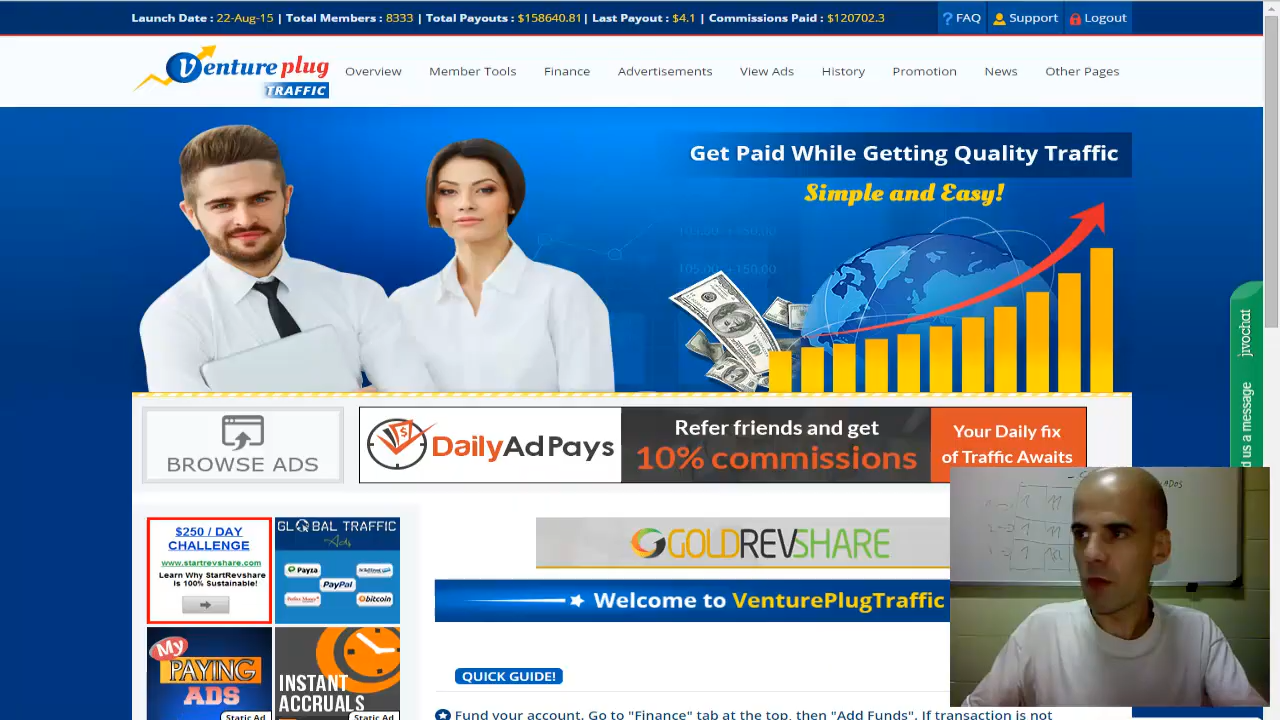 Launch Date : 22-Aug-15 | Total Members : 8333 | Total Payouts : $158640.81| Last Payout : $4.1 | Commissions Paid : $120702.3
FAQ
Support
Logout
Venture plug
TRAFFIC
Overview
Member Tools
Finance
Advertisements
View Ads
History
Promotion
News
Other Pages
Get Paid While Getting Quality Traffic
Simple and Easy!
jivochat
d us a message
BROWSE ADS
DailyAdPays
Refer friends and get
10% commissions
Your Daily fix
of Traffic Awaits
$250 / DAY
CHALLENGE
www.startrevshare.com
Learn Why StartRevshare
Is 100% Sustainable!
GLOBAL TRAFFIC
Ads
Payza
PayPal
bitcoin
GOLDREVSHARE
Welcome to VenturePlugTraffic
My
PAYING
ADS
Static Ad
INSTANT
ACCRUALS
Static Ad
QUICK GUIDE!
Fund your account. Go to "Finance" tab at the top, then "Add Funds". If transaction is not